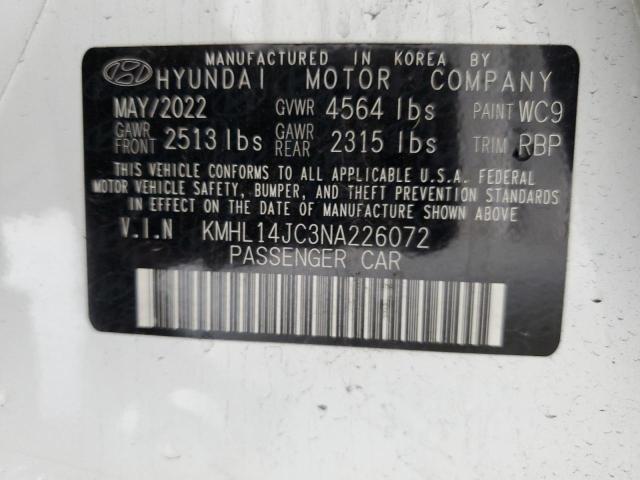 MANUFACTURED IN KOREA BY
HYUNDAI MOTOR COMPANY
MAY/2022 GVWR 4564 lbs PAINT WC9
GAWR FRONT 2513 lbs GAWR REAR 2315 lbs TRIM RBP
THIS VEHICLE CONFORMS TO ALL APPLICABLE U.S.A. FEDERAL
MOTOR VEHICLE SAFETY, BUMPER, AND THEFT PREVENTION STANDARDS
IN EFFECT ON THE DATE OF MANUFACTURE SHOWN ABOVE
V.I.N KMHL14JC3NA226072
PASSENGER CAR